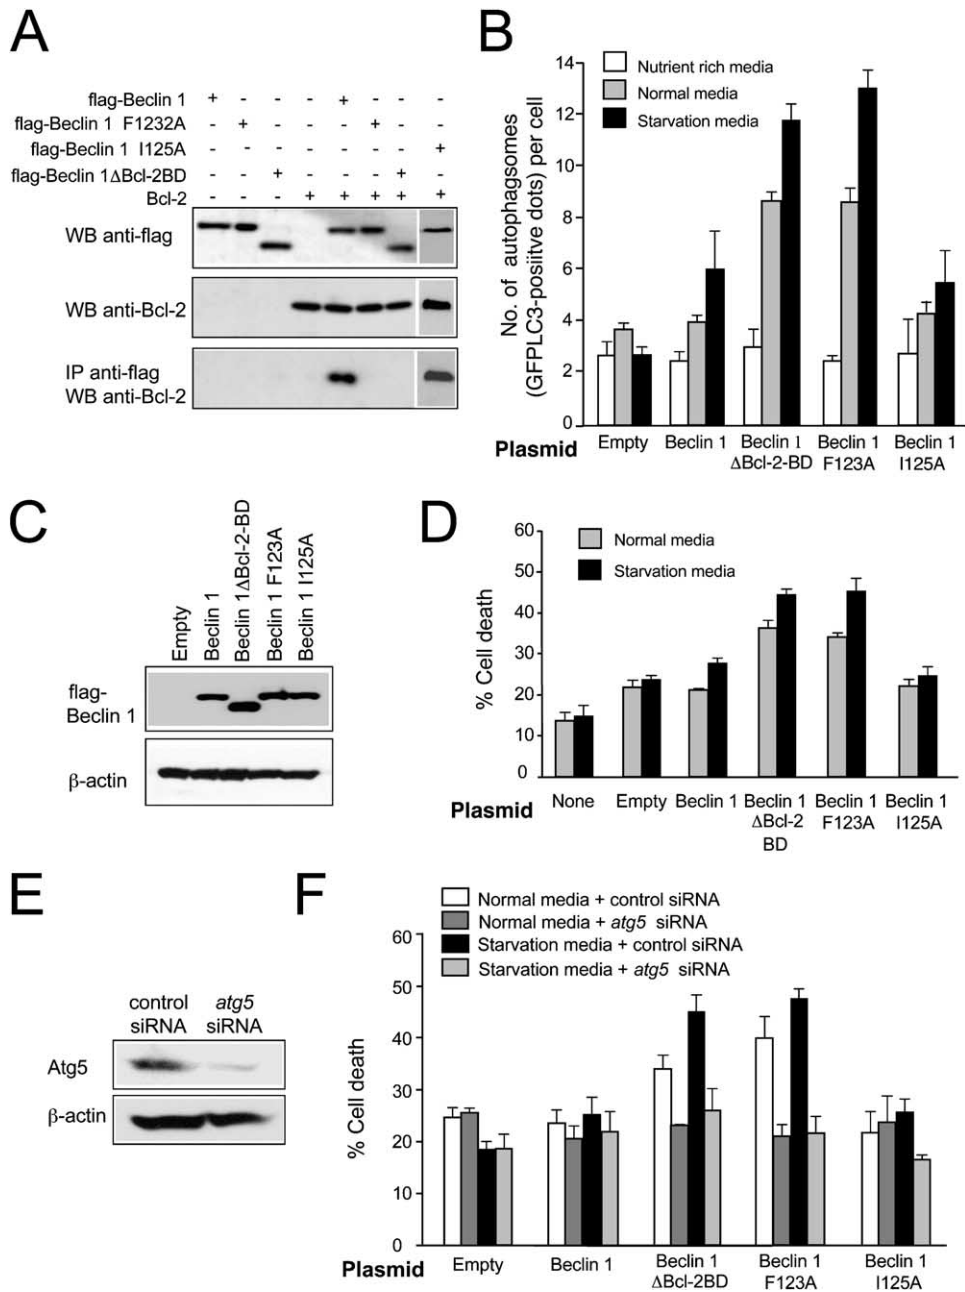 A
flag-Beclin 1 + - - - + - - -
flag-Beclin 1 F1232A - + - - - + - -
flag-Beclin 1 I125A - - - - - - - +
flag-Beclin 1ΔBcl-2BD - - + - - - + -
Bcl-2 - - - + + + + +
WB anti-flag
WB anti-Bcl-2
IP anti-flag
WB anti-Bcl-2
B
No. of autophagsomes
(GFPLC3-posiitve dots) per cell
14
12
10
8
6
4
2
0
Nutrient rich media
Normal media
Starvation media
Plasmid
Empty
Beclin 1
Beclin 1
ΔBcl-2-BD
Beclin 1
F123A
Beclin 1
I125A
C
Empty
Beclin 1
Beclin 1ΔBcl-2-BD
Beclin 1 F123A
Beclin 1 I125A
flag-
Beclin 1
β-actin
D
% Cell death
60
50
40
30
20
10
0
Normal media
Starvation media
Plasmid
None
Empty
Beclin 1
Beclin 1
ΔBcl-2
BD
Beclin 1
F123A
Beclin 1
I125A
E
control
siRNA
atg5
siRNA
Atg5
β-actin
F
Normal media + control siRNA
Normal media + atg5 siRNA
Starvation media + control siRNA
Starvation media + atg5 siRNA
% Cell death
60
50
40
30
20
10
0
Plasmid
Empty
Beclin 1
Beclin 1
ΔBcl-2BD
Beclin 1
F123A
Beclin 1
I125A